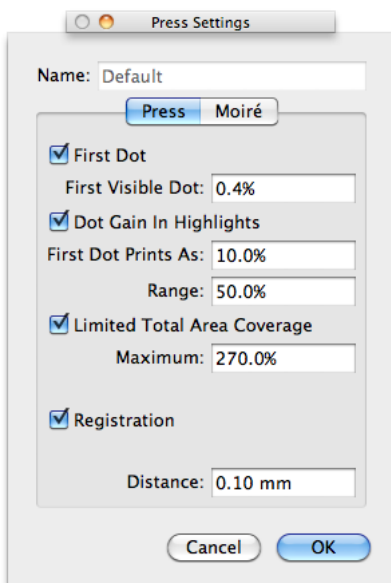 Press Settings
Name: Default
Press Moiré
First Dot
First Visible Dot: 0.4%
Dot Gain In Highlights
First Dot Prints As: 10.0%
Range: 50.0%
Limited Total Area Coverage
Maximum: 270.0%
Registration
Distance: 0.10 mm
Cancel OK